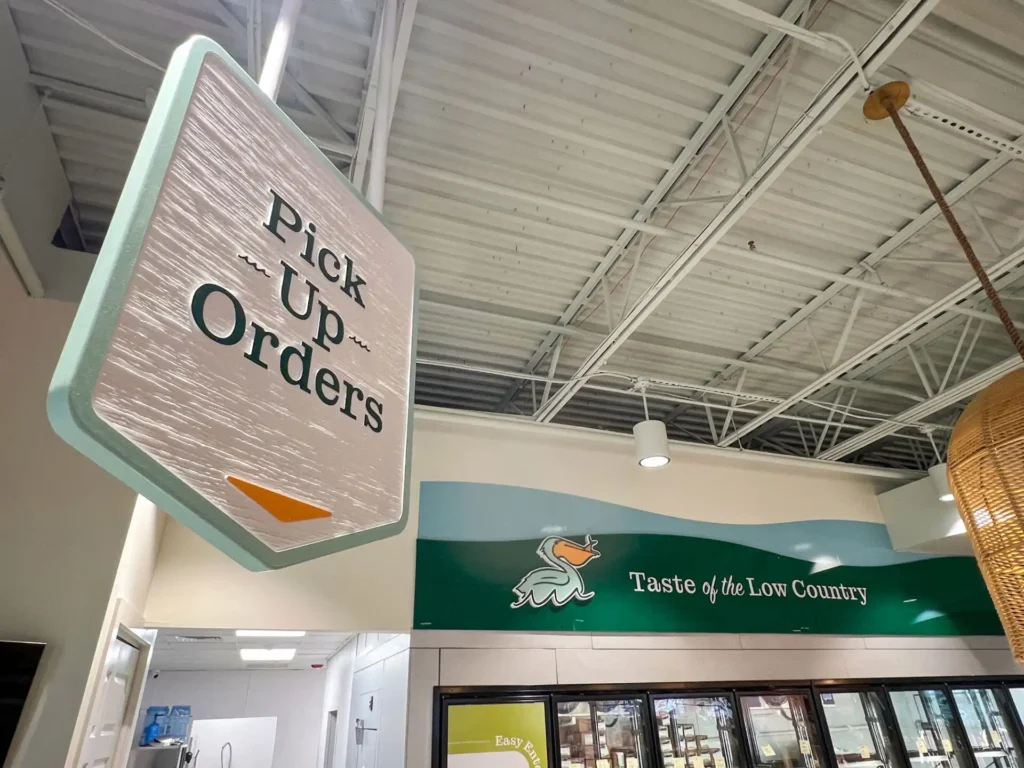 Pick
Up
Orders
Taste of the Low Country
Easy